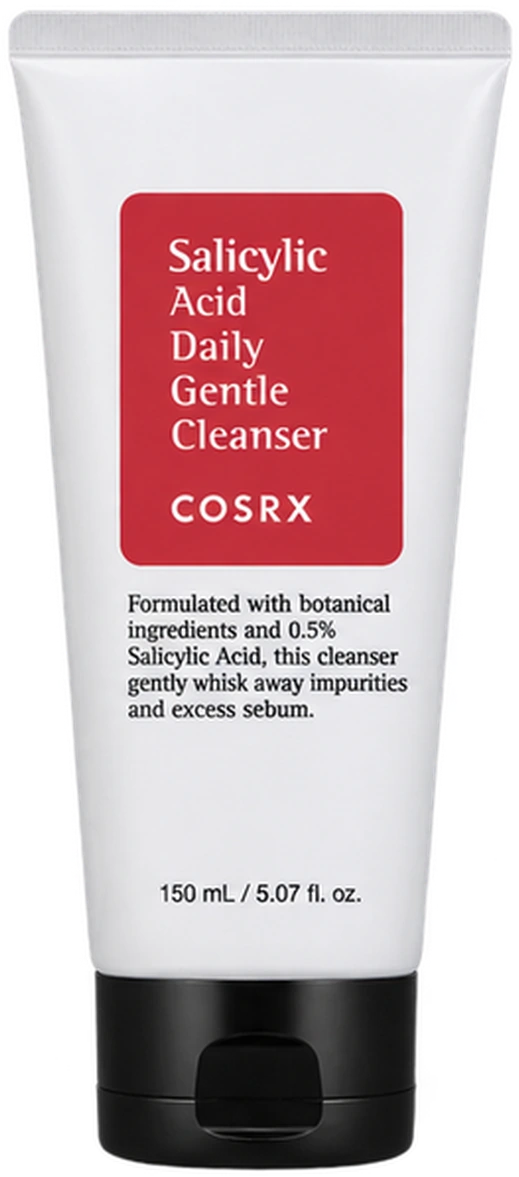 Salicylic
Acid
Daily
Gentle
Cleanser
COSRX
Formulated with botanical
ingredients and 0.5%
Salicylic Acid, this cleanser
gently whisk away impurities
and excess sebum.
150 mL / 5.07 fl. oz.